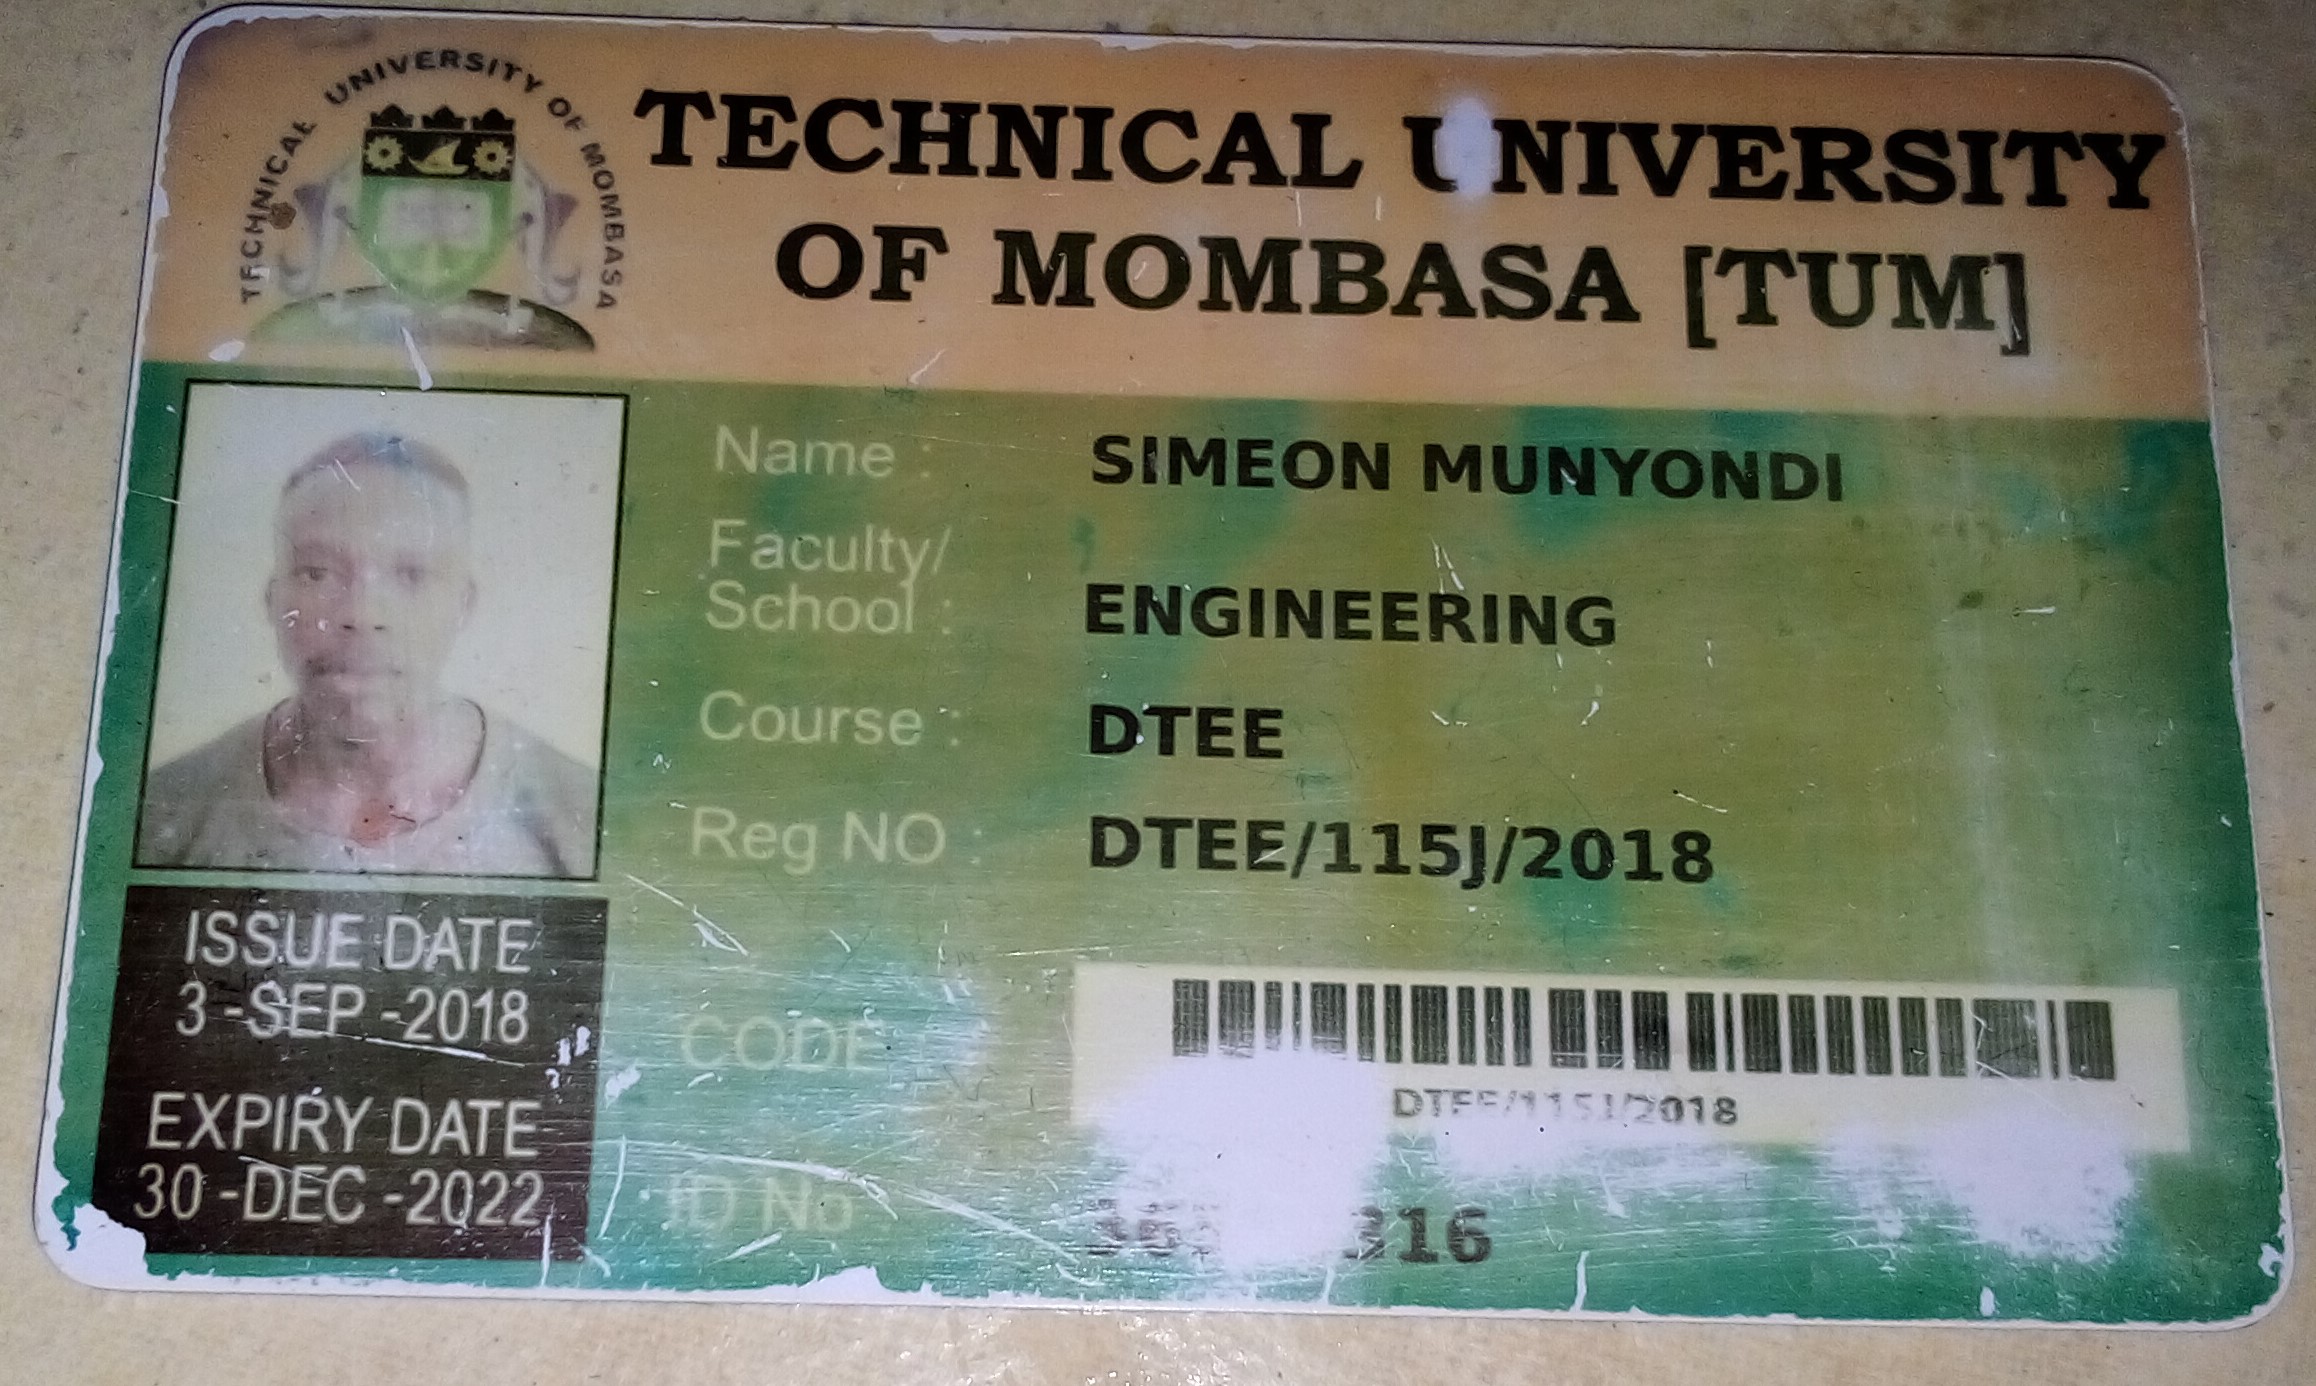 TECHNICAL UNIVERSITY OF MOMBASA
TECHNICAL UNIVERSITY
OF MOMBASA [TUM]
Name : SIMEON MUNYONDI
Faculty/
School : ENGINEERING
Course : DTEE
Reg NO : DTEE/115J/2018
ISSUE DATE
3 -SEP -2018
EXPIRY DATE
30 -DEC -2022
CODE
DTEE/115J/2018
ID No
316